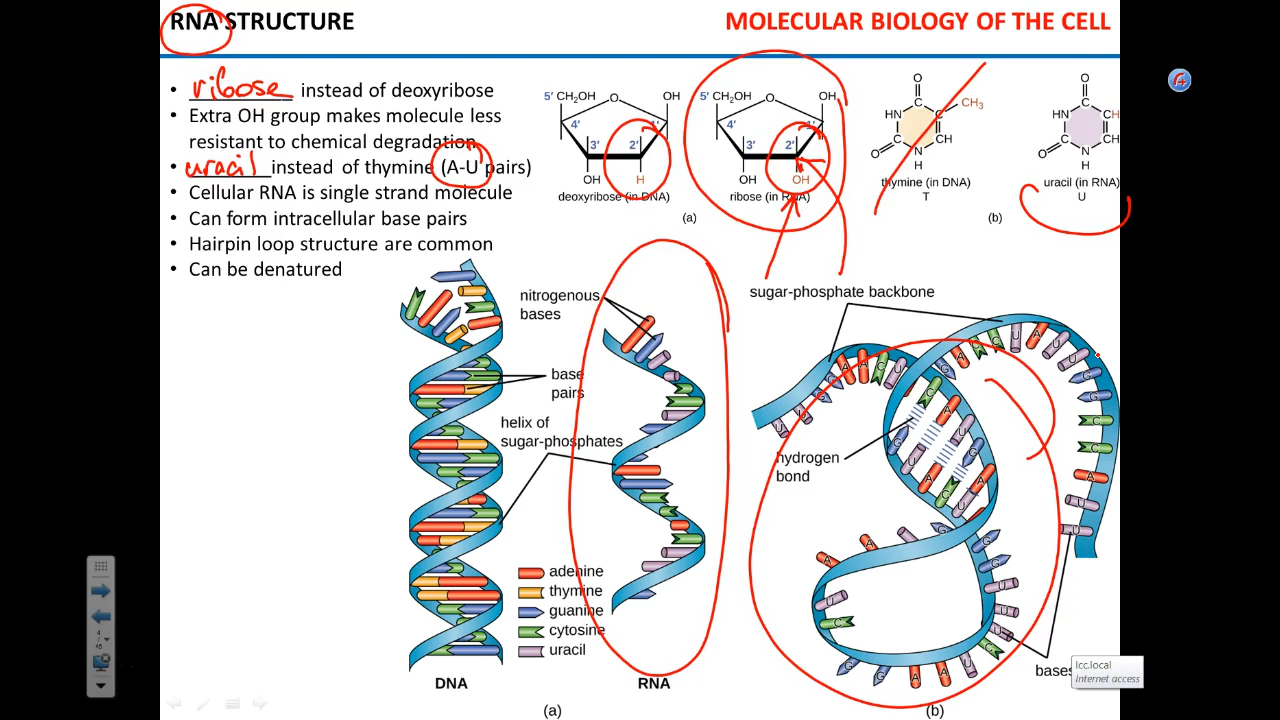 RNA STRUCTURE
MOLECULAR BIOLOGY OF THE CELL
• ribose instead of deoxyribose
• Extra OH group makes molecule less
resistant to chemical degradation
• uracil instead of thymine (A-U pairs)
• Cellular RNA is single strand molecule
• Can form intracellular base pairs
• Hairpin loop structure are common
• Can be denatured
5′ CH₂OH O OH
4′ 1′
3′ 2′
OH H
deoxyribose (in DNA)
5′ CH₂OH O OH
4′ 1′
3′ 2′
OH OH
ribose (in RNA)
(a)
O
CH₃
HN C C
C CH
O N
H
thymine (in DNA)
T
O
HN C CH
C CH
O N
H
uracil (in RNA)
U
(b)
nitrogenous
bases
base
pairs
helix of
sugar-phosphates
adenine
thymine
guanine
cytosine
uracil
DNA
RNA
(a)
sugar-phosphate backbone
hydrogen
bond
bases
(b)
lcc.local
Internet access